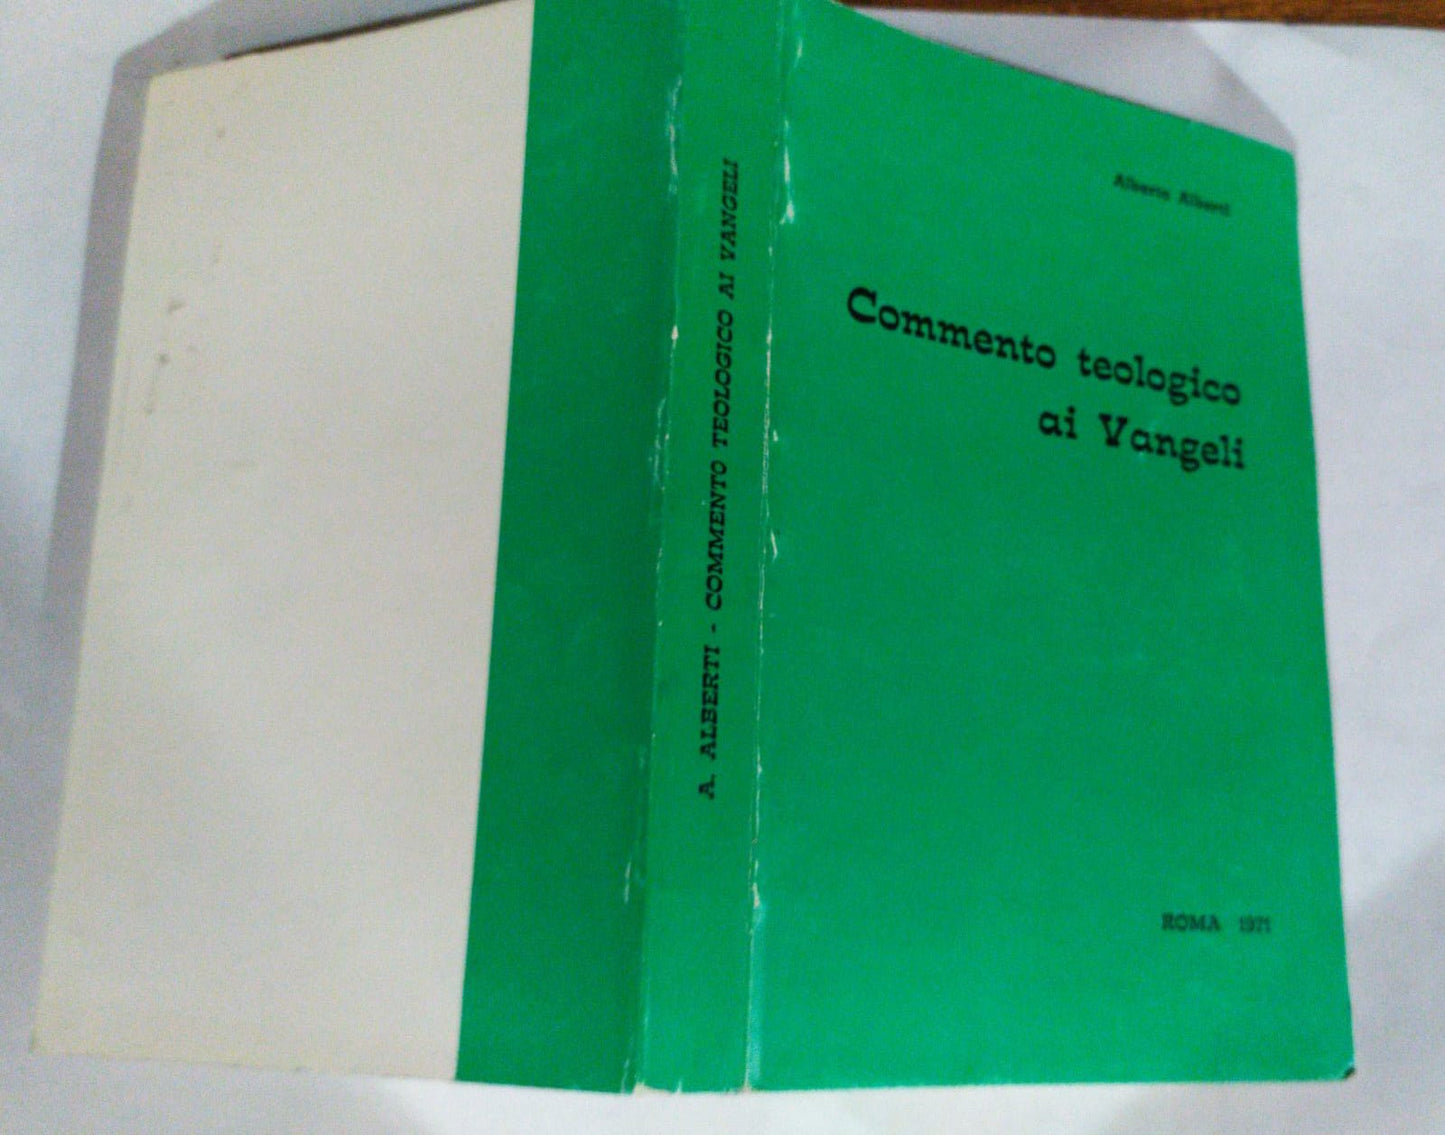 A. ALBERTI - COMMENTO TEOLOGICO AI VANGELI
Alberto Alberti
Commento teologico
ai Vangeli
ROMA 1971